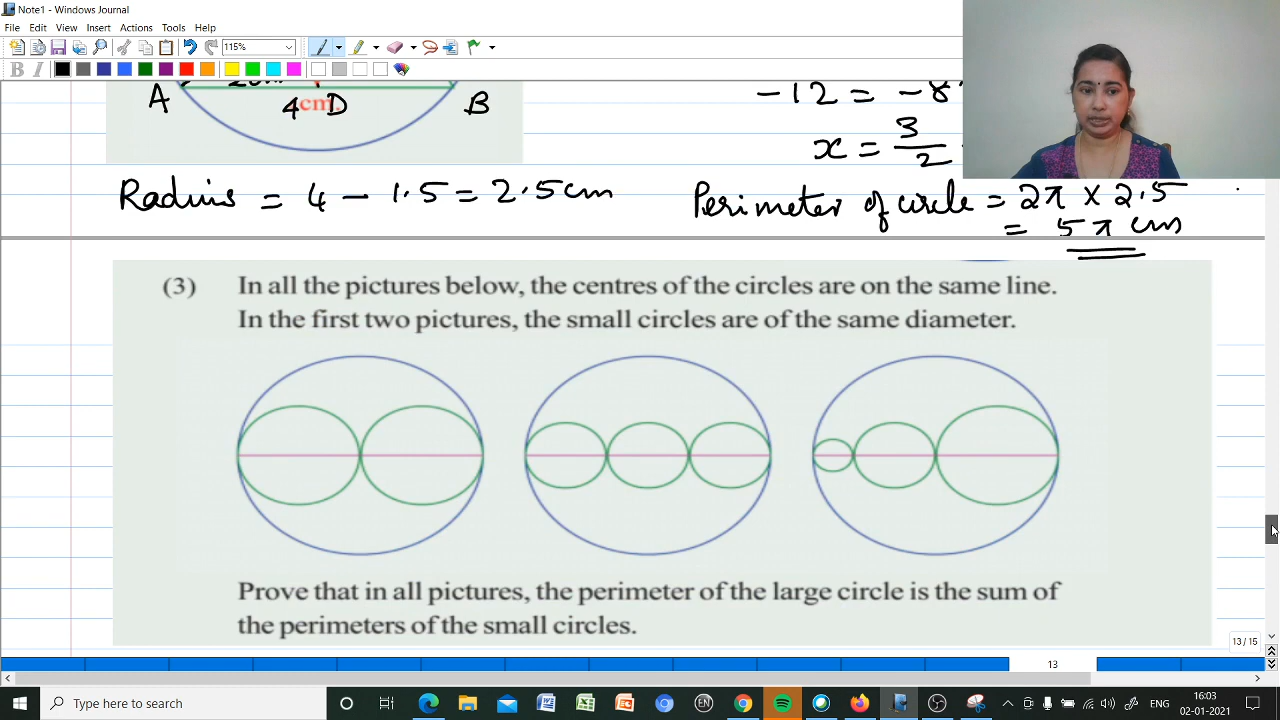 Note1 - Windows Journal
File Edit View Insert Actions Tools Help
115%
B I
A 4cm. D B
-12 = -8
x = 3/2
Radius = 4 - 1.5 = 2.5cm
Perimeter of circle = 2π × 2.5
= 5π cm
(3) In all the pictures below, the centres of the circles are on the same line.
In the first two pictures, the small circles are of the same diameter.
Prove that in all pictures, the perimeter of the large circle is the sum of
the perimeters of the small circles.
13 / 15
13
Type here to search
ENG
16:03
02-01-2021